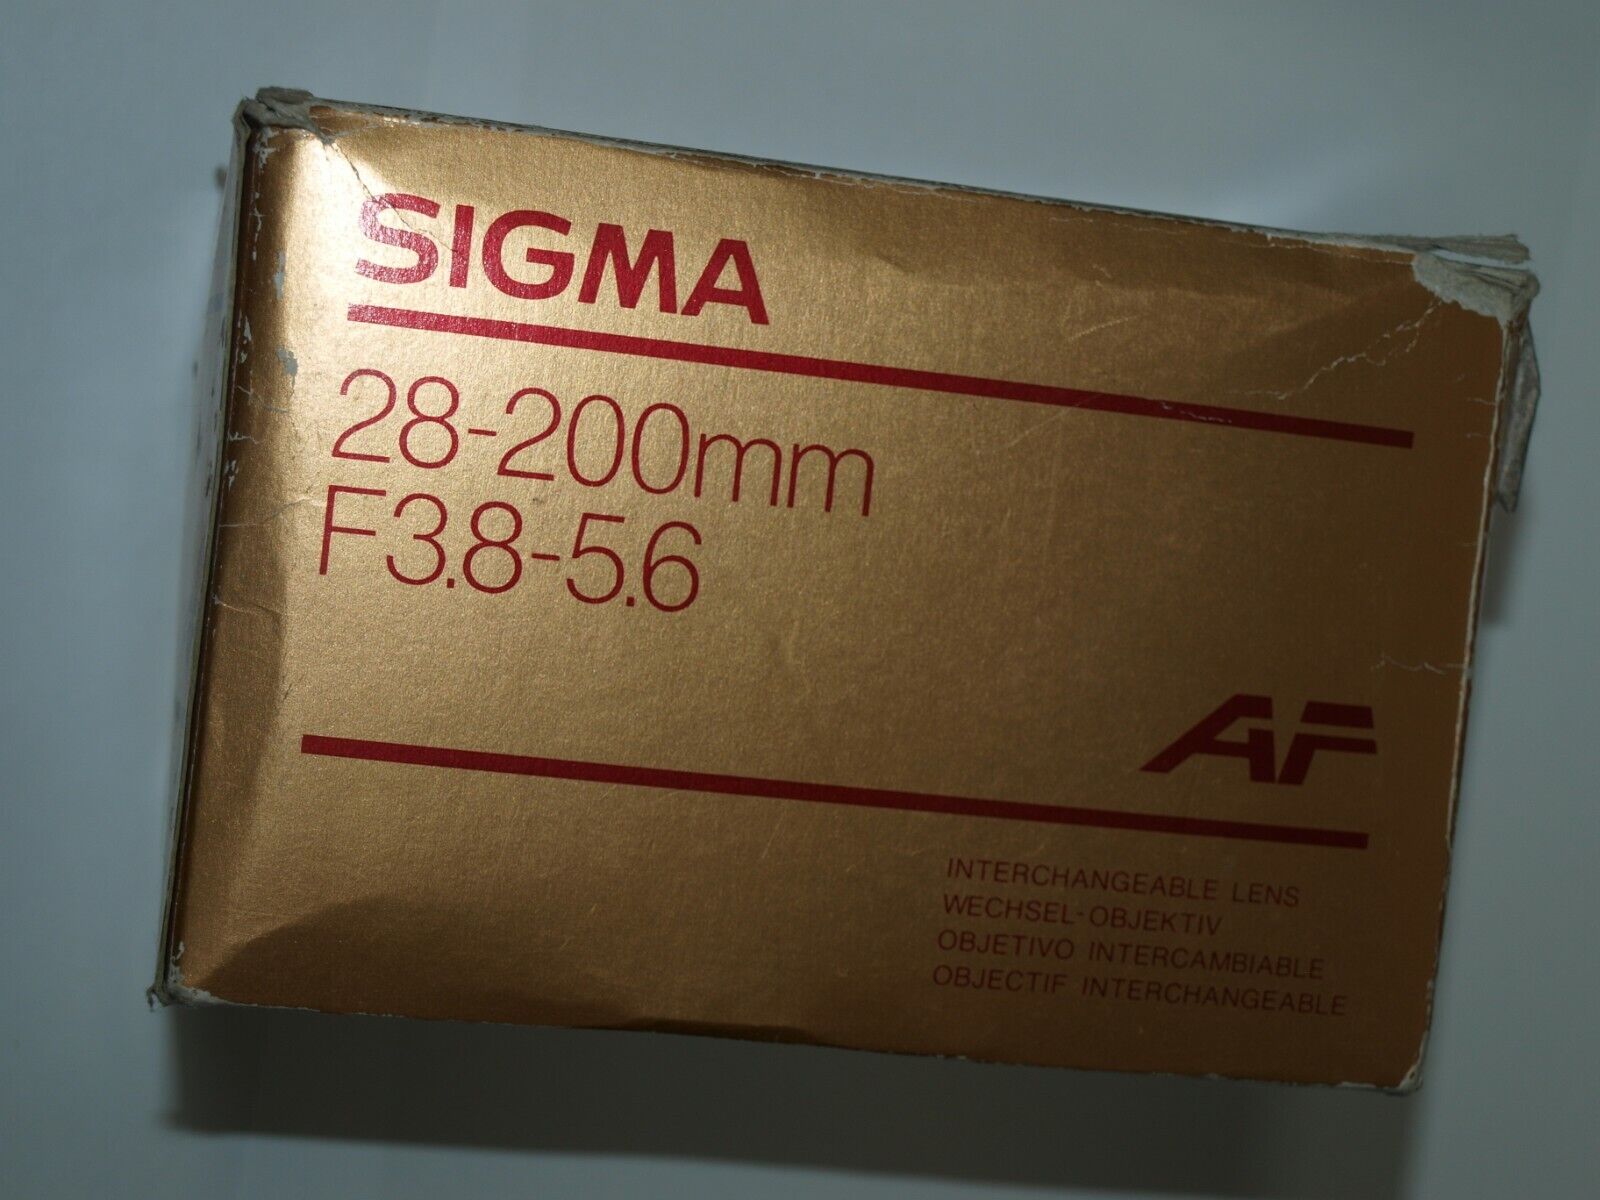 SIGMA
28-200mm
F3.8-5.6
AF
INTERCHANGEABLE LENS
WECHSEL-OBJEKTIV
OBJETIVO INTERCAMBIABLE
OBJECTIF INTERCHANGEABLE